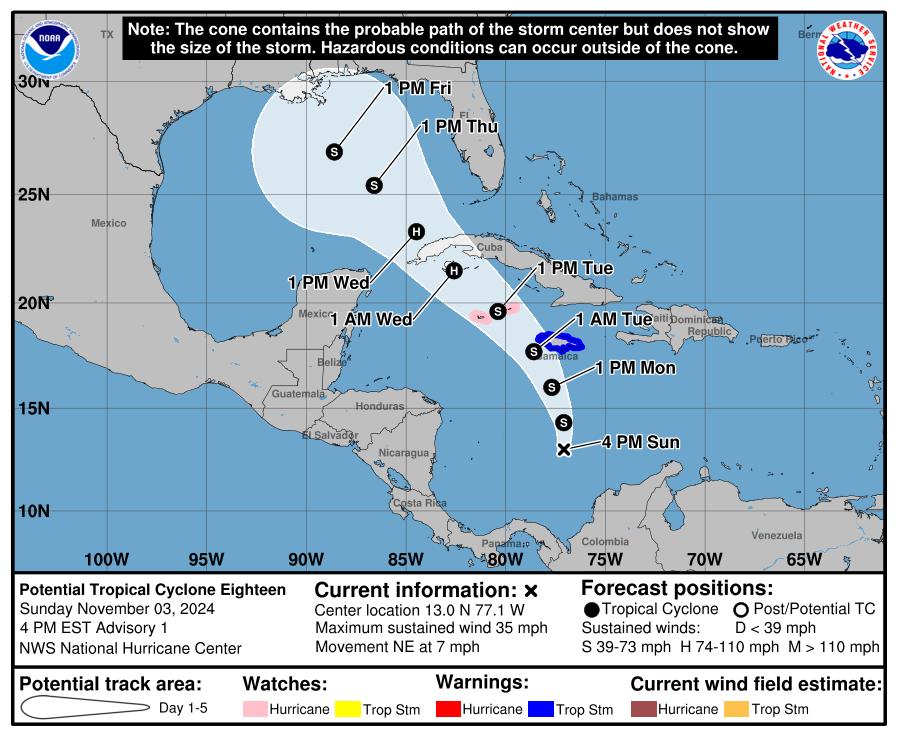 Note: The cone contains the probable path of the storm center but does not show
the size of the storm. Hazardous conditions can occur outside of the cone.
NOAA
NATIONAL WEATHER SERVICE
TX
30N
1 PM Fri
FL
1 PM Thu
25N
Bahamas
Mexico
Cuba
1 PM Tue
1 PM Wed
20N
Mexico
1 AM Wed
1 AM Tue
Haiti
Dominican
Republic
Puerto Rico
Jamaica
Belize
1 PM Mon
Guatemala
15N
Honduras
El Salvador
4 PM Sun
Nicaragua
Costa Rica
10N
Panama
Colombia
Venezuela
100W 95W 90W 85W 80W 75W 70W 65W
Potential Tropical Cyclone Eighteen
Sunday November 03, 2024
4 PM EST Advisory 1
NWS National Hurricane Center
Current information: ×
Center location 13.0 N 77.1 W
Maximum sustained wind 35 mph
Movement NE at 7 mph
Forecast positions:
Tropical Cyclone Post/Potential TC
Sustained winds: D < 39 mph
S 39-73 mph H 74-110 mph M > 110 mph
Potential track area:
Day 1-5
Watches:
Hurricane Trop Stm
Warnings:
Hurricane Trop Stm
Current wind field estimate:
Hurricane Trop Stm
S
S
H
H
S
S
S
S